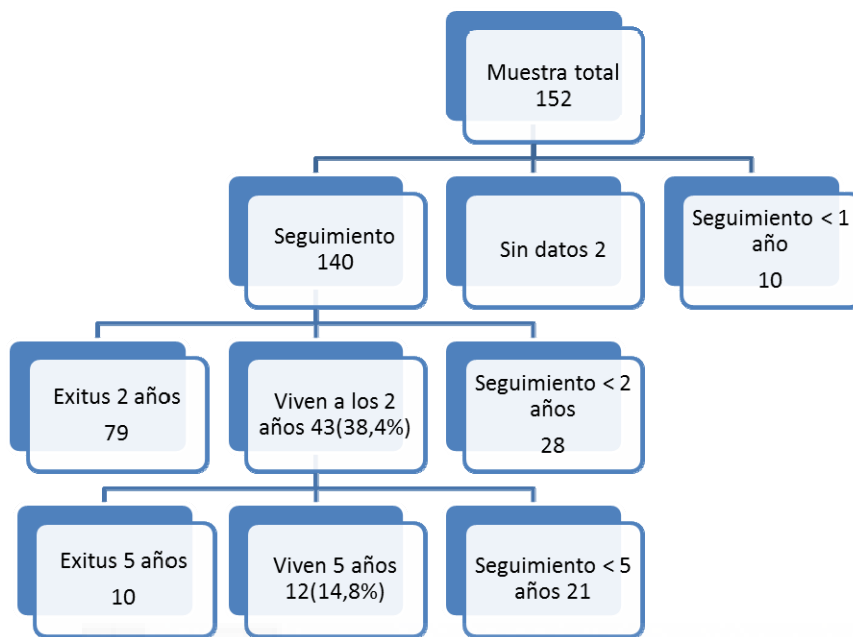 Muestra total
152
Seguimiento
140
Sin datos 2
Seguimiento < 1
año
10
Exitus 2 años
79
Viven a los 2
años 43(38,4%)
Seguimiento < 2
años
28
Exitus 5 años
10
Viven 5 años
12(14,8%)
Seguimiento < 5
años 21